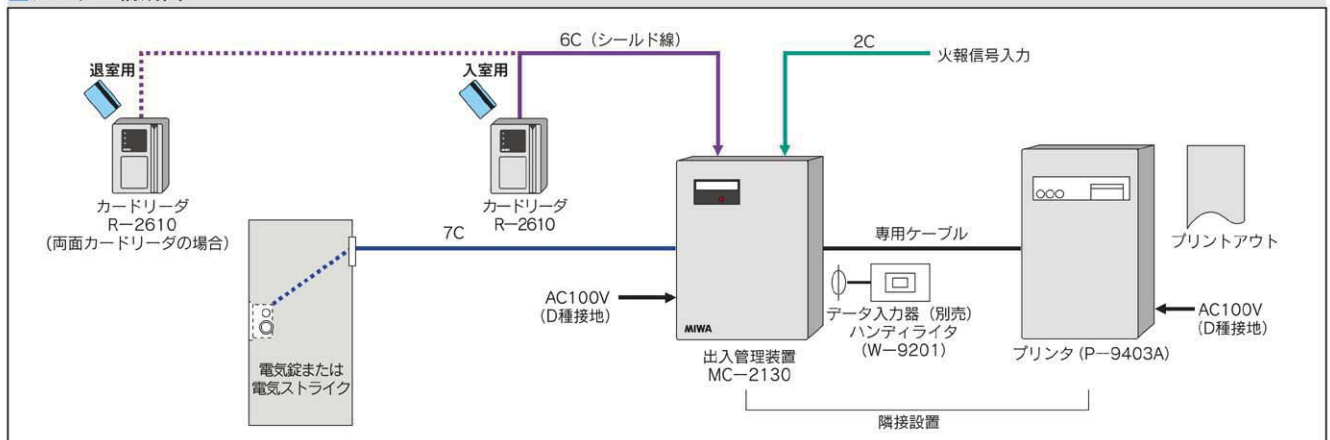 6C（シールド線）
2C
火報信号入力
退室用
入室用
カードリーダ
R－2610
（両面カードリーダの場合）
カードリーダ
R－2610
7C
専用ケーブル
プリントアウト
AC100V
（D種接地）
MIWA
データ入力器（別売）
ハンディライタ
（W－9201）
AC100V
（D種接地）
出入管理装置
MC－2130
プリンタ（P－9403A）
電気錠または
電気ストライク
隣接設置